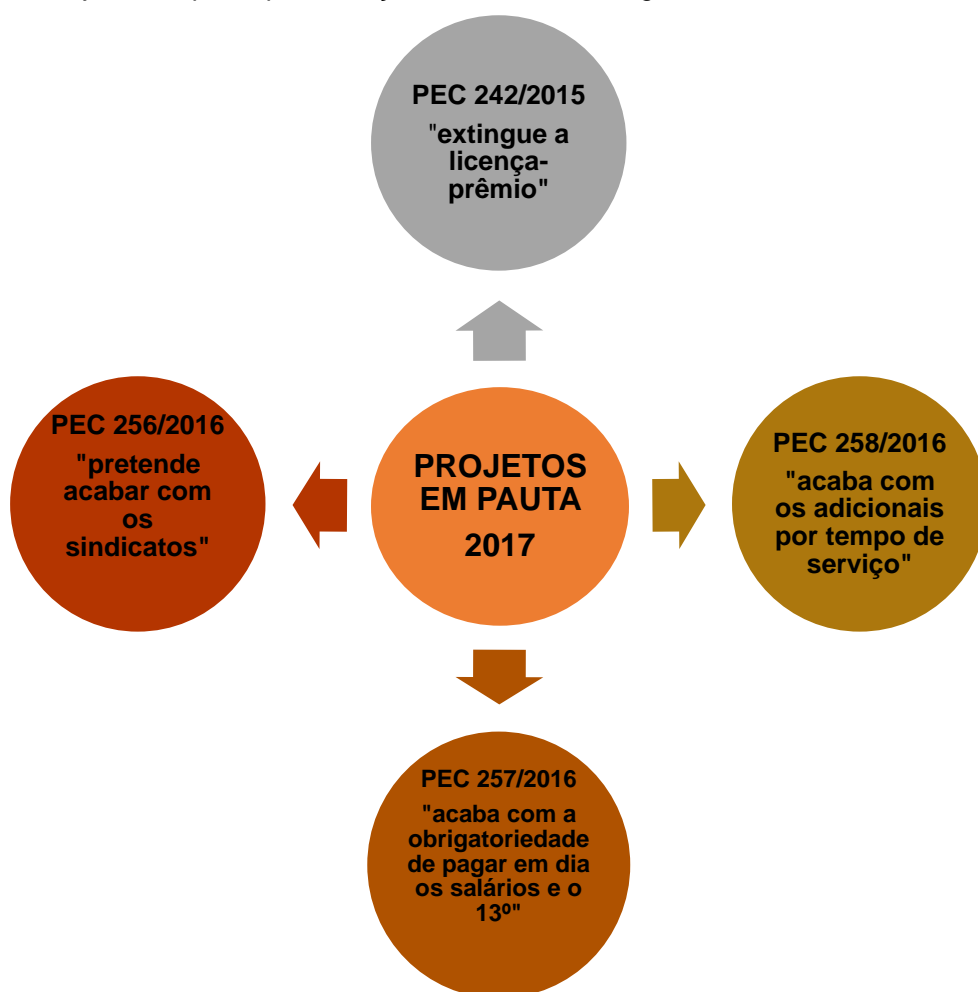 PEC 242/2015
"extingue a
licença-
prêmio"
PEC 256/2016
"pretende
acabar com
os
sindicatos"
PROJETOS
EM PAUTA
2017
PEC 258/2016
"acaba com
os adicionais
por tempo de
serviço"
PEC 257/2016
"acaba com a
obrigatoriedade
de pagar em dia
os salários e o
13º"